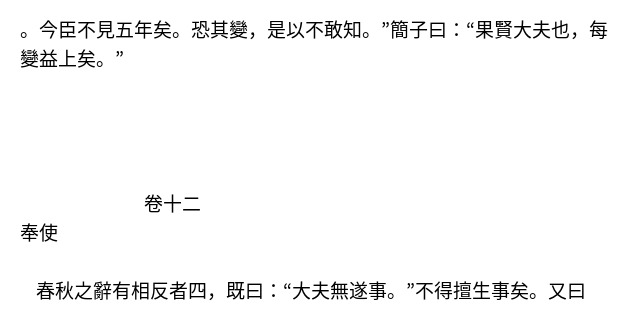 。今臣不見五年矣。恐其變，是以不敢知。”簡子曰：“果賢大夫也，每
變益上矣。”
卷十二
奉使
春秋之辭有相反者四，既曰：“大夫無遂事。”不得擅生事矣。又曰